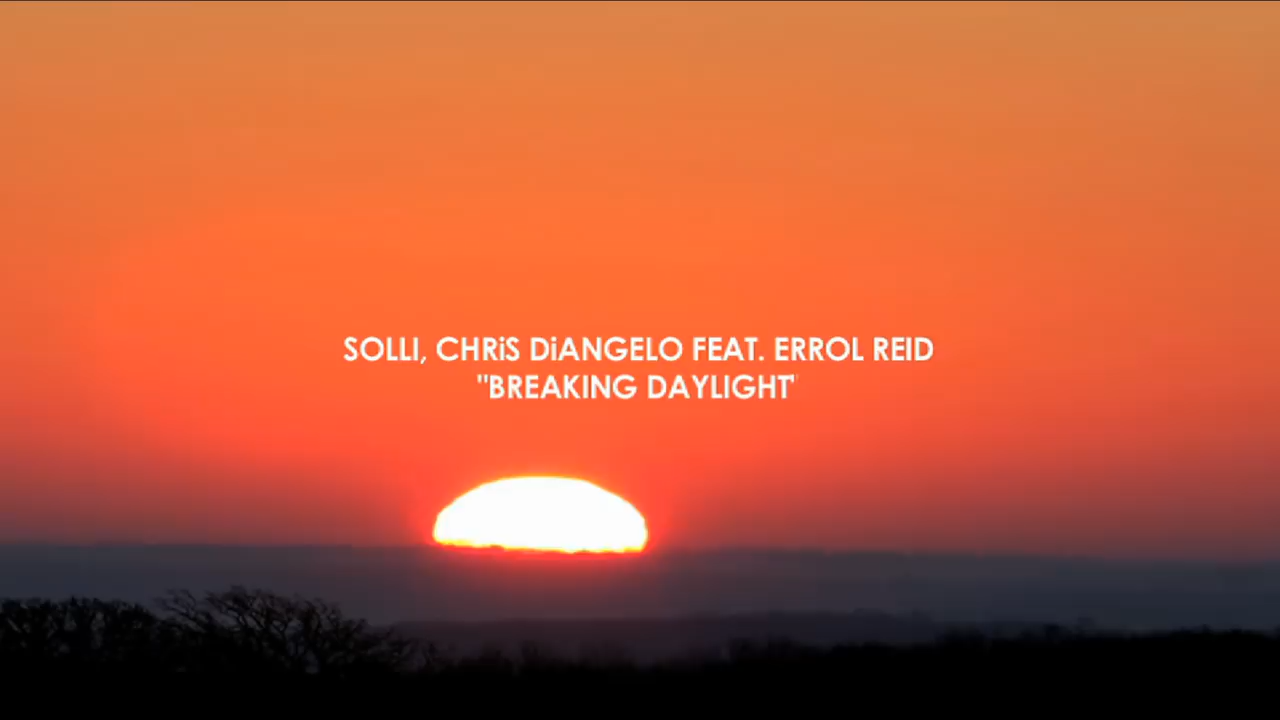 SOLLI, CHRiS DiANGELO FEAT. ERROL REID
"BREAKING DAYLIGHT"